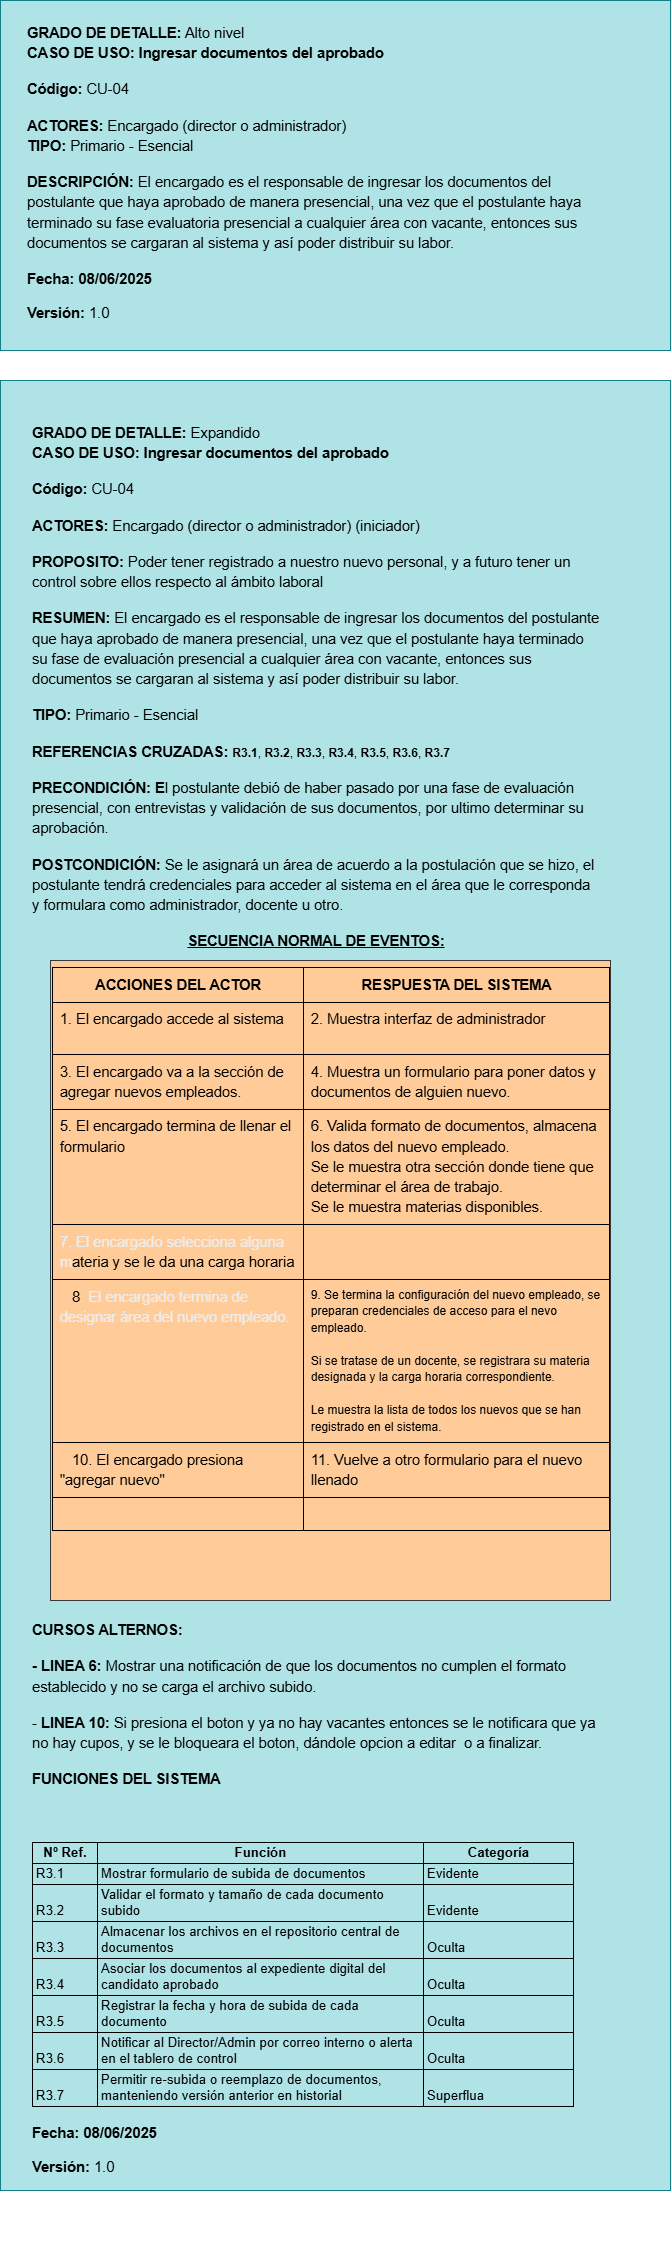 GRADO DE DETALLE: Alto nivel
CASO DE USO: Ingresar documentos del aprobado
Código: CU-04
ACTORES: Encargado (director o administrador)
TIPO: Primario - Esencial
DESCRIPCIÓN: El encargado es el responsable de ingresar los documentos del
postulante que haya aprobado de manera presencial, una vez que el postulante haya
terminado su fase evaluatoria presencial a cualquier área con vacante, entonces sus
documentos se cargaran al sistema y así poder distribuir su labor.
Fecha: 08/06/2025
Versión: 1.0
GRADO DE DETALLE: Expandido
CASO DE USO: Ingresar documentos del aprobado
Código: CU-04
ACTORES: Encargado (director o administrador) (iniciador)
PROPOSITO: Poder tener registrado a nuestro nuevo personal, y a futuro tener un
control sobre ellos respecto al ámbito laboral
RESUMEN: El encargado es el responsable de ingresar los documentos del postulante
que haya aprobado de manera presencial, una vez que el postulante haya terminado
su fase de evaluación presencial a cualquier área con vacante, entonces sus
documentos se cargaran al sistema y así poder distribuir su labor.
TIPO: Primario - Esencial
REFERENCIAS CRUZADAS: R3.1, R3.2, R3.3, R3.4, R3.5, R3.6, R3.7
PRECONDICIÓN: El postulante debió de haber pasado por una fase de evaluación
presencial, con entrevistas y validación de sus documentos, por ultimo determinar su
aprobación.
POSTCONDICIÓN: Se le asignará un área de acuerdo a la postulación que se hizo, el
postulante tendrá credenciales para acceder al sistema en el área que le corresponda
y formulara como administrador, docente u otro.
SECUENCIA NORMAL DE EVENTOS:
ACCIONES DEL ACTOR
RESPUESTA DEL SISTEMA
1. El encargado accede al sistema
2. Muestra interfaz de administrador
3. El encargado va a la sección de
agregar nuevos empleados.
4. Muestra un formulario para poner datos y
documentos de alguien nuevo.
5. El encargado termina de llenar el
formulario
6. Valida formato de documentos, almacena
los datos del nuevo empleado.
Se le muestra otra sección donde tiene que
determinar el área de trabajo.
Se le muestra materias disponibles.
7. El encargado selecciona alguna
materia y se le da una carga horaria
8 El encargado termina de
designar área del nuevo empleado.
9. Se termina la configuración del nuevo empleado, se
preparan credenciales de acceso para el nevo
empleado.
Si se tratase de un docente, se registrara su materia
designada y la carga horaria correspondiente.
Le muestra la lista de todos los nuevos que se han
registrado en el sistema.
10. El encargado presiona
"agregar nuevo"
11. Vuelve a otro formulario para el nuevo
llenado
CURSOS ALTERNOS:
- LINEA 6: Mostrar una notificación de que los documentos no cumplen el formato
establecido y no se carga el archivo subido.
- LINEA 10: Si presiona el boton y ya no hay vacantes entonces se le notificara que ya
no hay cupos, y se le bloqueara el boton, dándole opcion a editar o a finalizar.
FUNCIONES DEL SISTEMA
Nº Ref. Función Categoría
R3.1 Mostrar formulario de subida de documentos Evidente
R3.2 Validar el formato y tamaño de cada documento
subido Evidente
R3.3 Almacenar los archivos en el repositorio central de
documentos Oculta
R3.4 Asociar los documentos al expediente digital del
candidato aprobado Oculta
R3.5 Registrar la fecha y hora de subida de cada
documento Oculta
R3.6 Notificar al Director/Admin por correo interno o alerta
en el tablero de control Oculta
R3.7 Permitir re-subida o reemplazo de documentos,
manteniendo versión anterior en historial Superflua
Fecha: 08/06/2025
Versión: 1.0